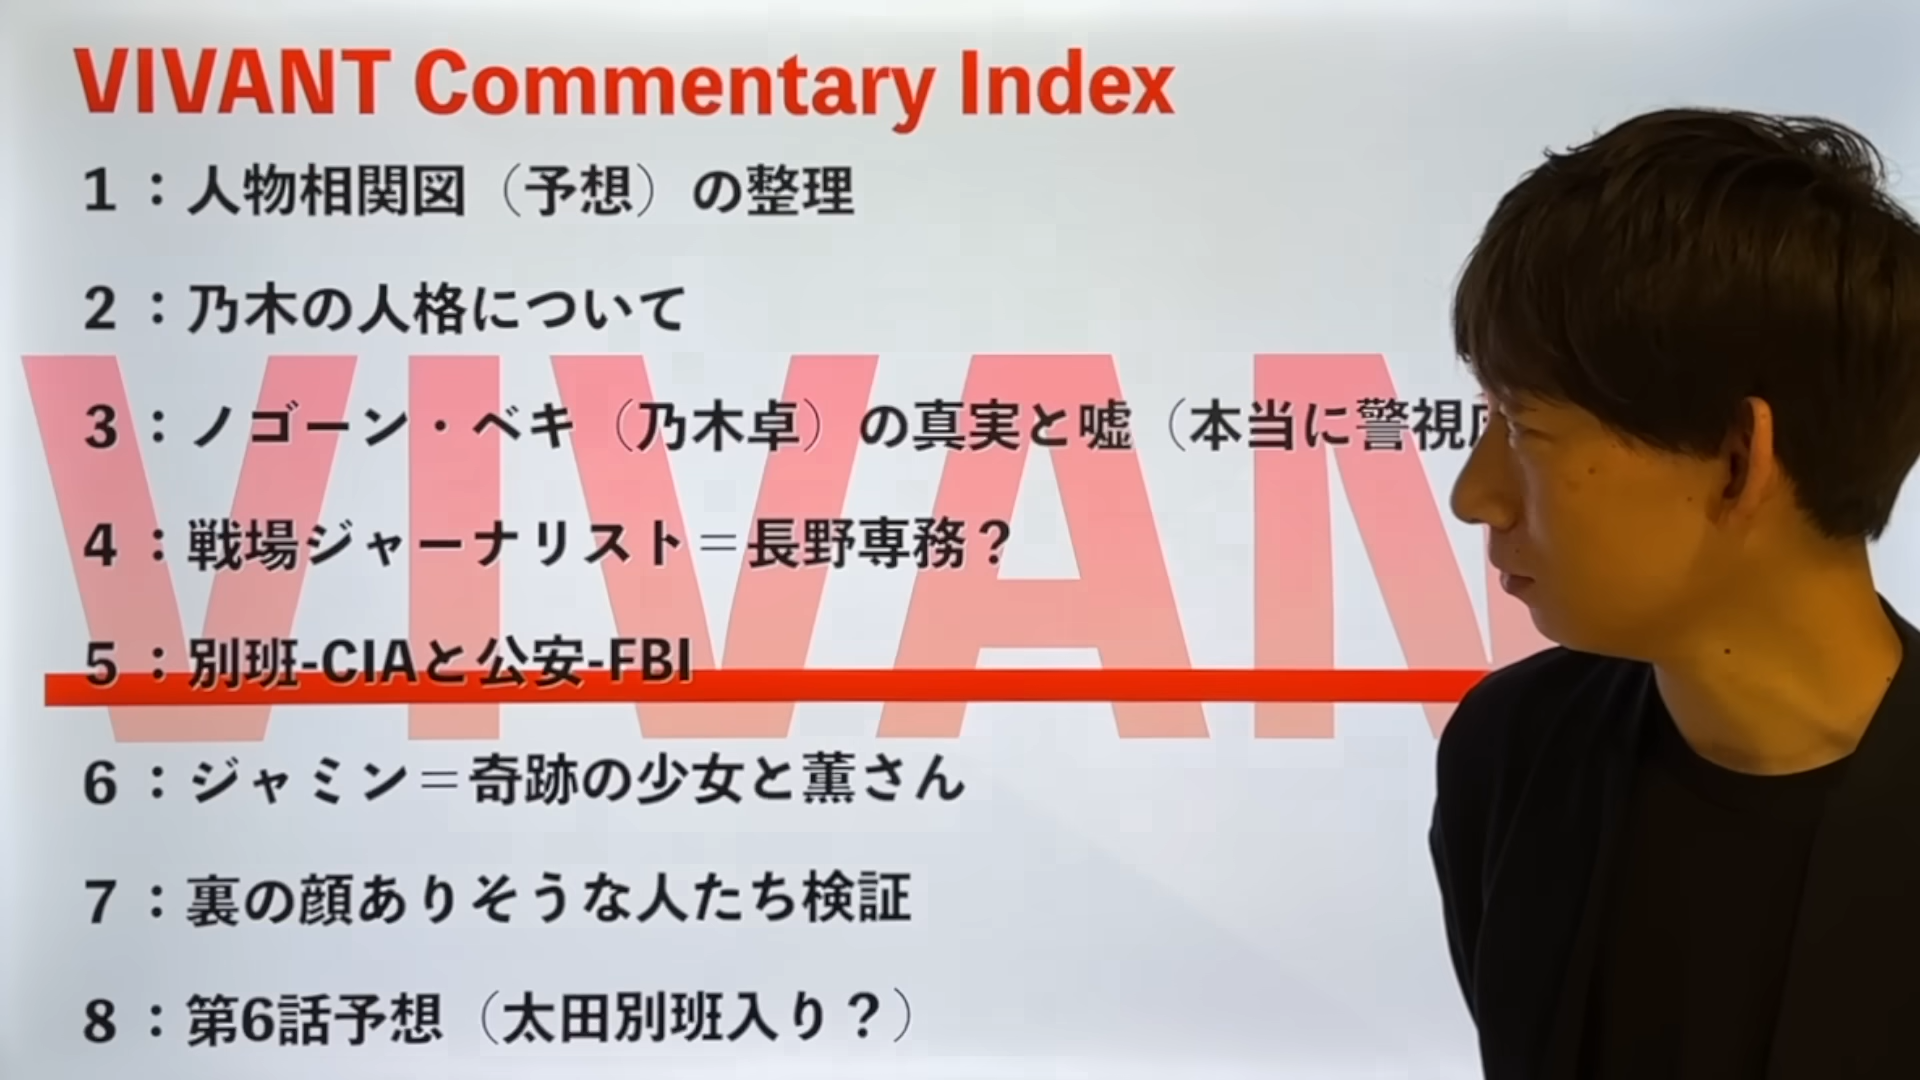 VIVANT Commentary Index
1：人物相関図（予想）の整理
2：乃木の人格について
3：ノゴーン・ベキ（乃木卓）の真実と嘘（本当に警視
4：戦場ジャーナリスト＝長野専務？
5：別班-CIAと公安-FBI
6：ジャミン＝奇跡の少女と薫さん
7：裏の顔ありそうな人たち検証
8：第6話予想（太田別班入り？）
VIVAN